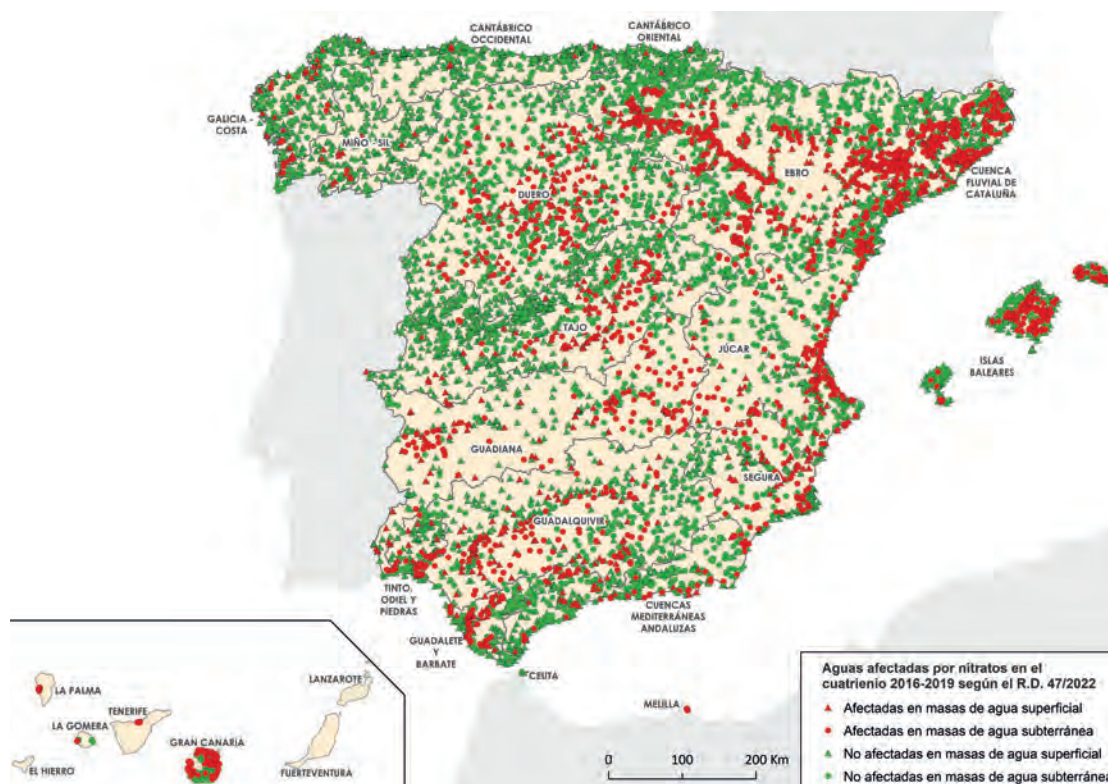 CANTÁBRICO
OCCIDENTAL
CANTÁBRICO
ORIENTAL
GALICIA -
COSTA
MIÑO - SIL
EBRO
CUENCA
FLUVIAL DE
CATALUÑA
DUERO
TAJO
JÚCAR
ISLAS
BALEARES
GUADIANA
SEGURA
GUADALQUIVIR
TINTO,
ODIEL Y
PIEDRAS
CUENCAS
MEDITERRÁNEAS
ANDALUZAS
GUADALETE
Y
BARBATE
CEUTA
MELILLA
LANZAROTE
LA PALMA
TENERIFE
LA GOMERA
GRAN CANARIA
EL HIERRO
FUERTEVENTURA
0 100 200 Km
Aguas afectadas por nitratos en el
cuatrienio 2016-2019 según el R.D. 47/2022
Afectadas en masas de agua superficial
Afectadas en masas de agua subterránea
No afectadas en masas de agua superficial
No afectadas en masas de agua subterránea